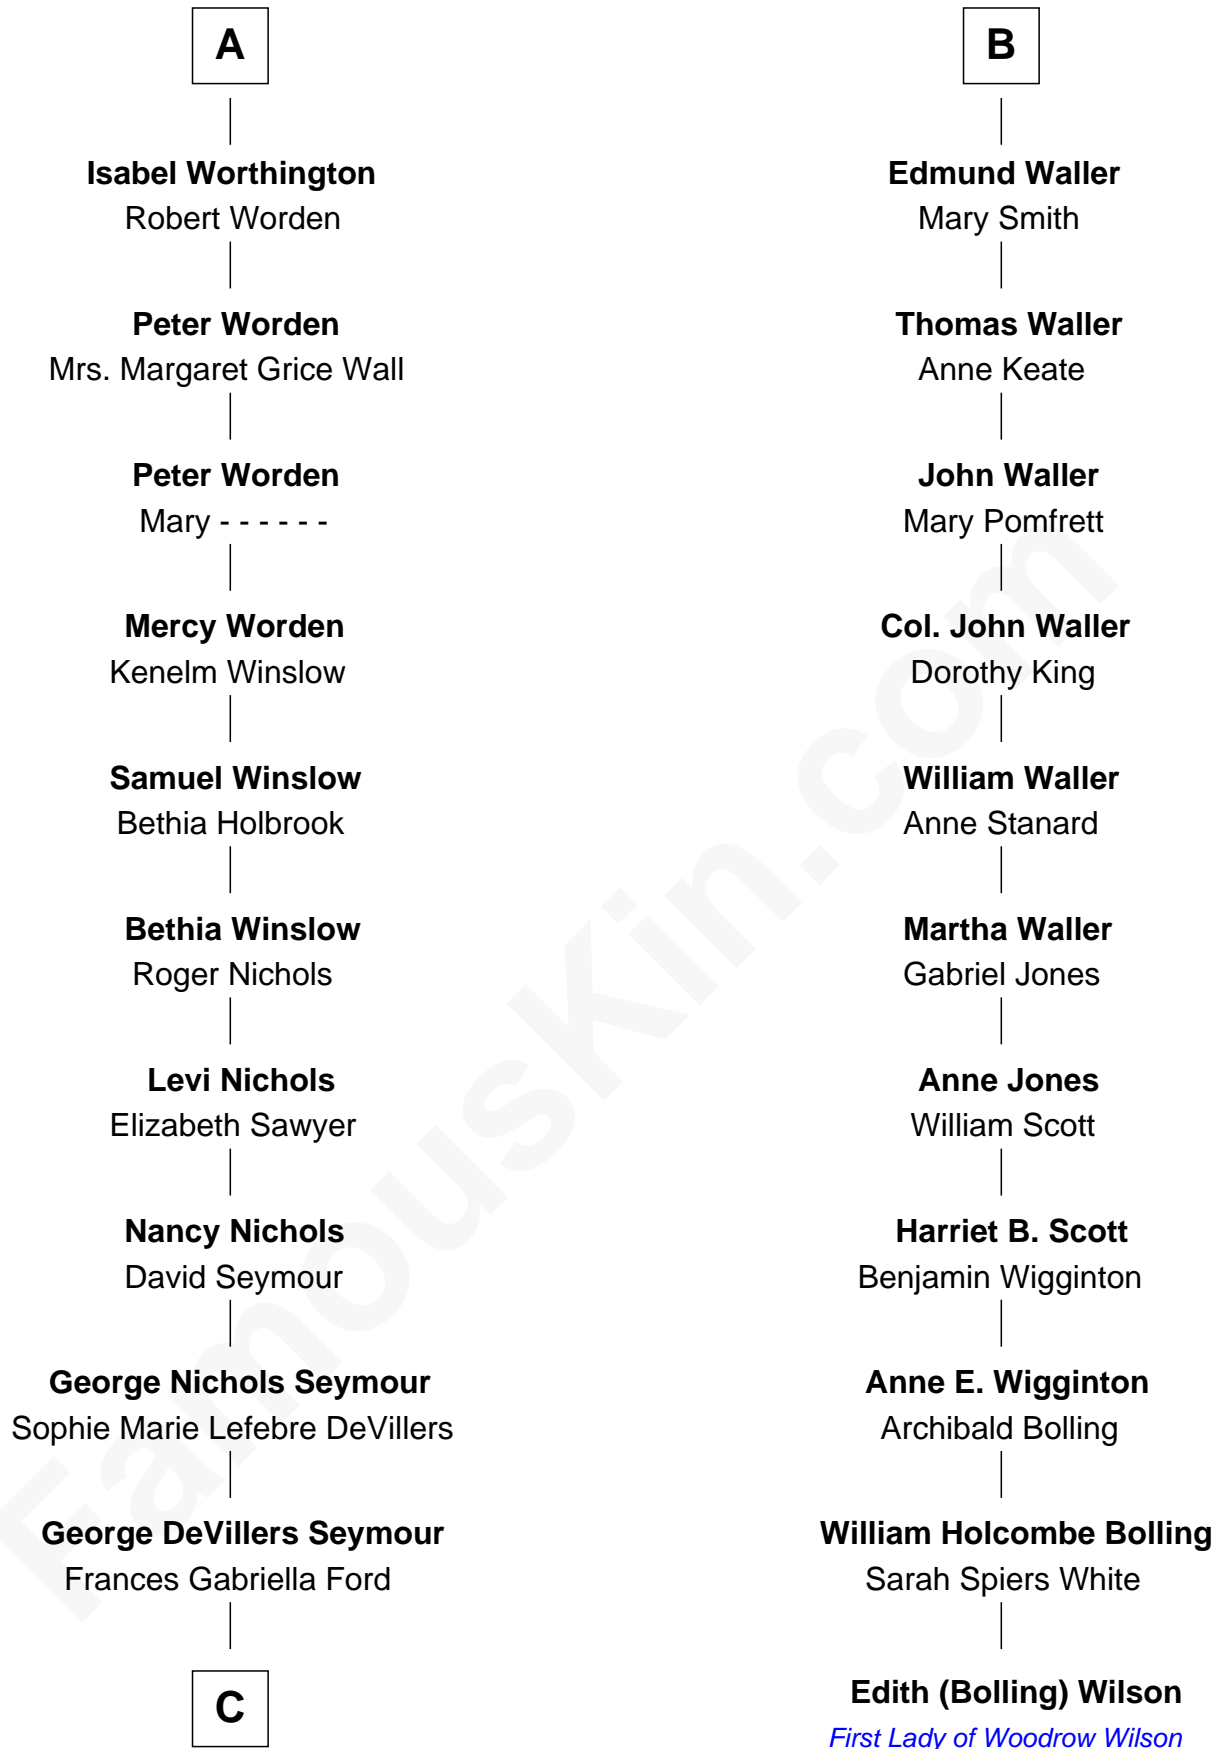 A
Isabel Worthington
Robert Worden
Peter Worden
Mrs. Margaret Grice Wall
Peter Worden
Mary - - - - - -
Mercy Worden
Kenelm Winslow
Samuel Winslow
Bethia Holbrook
Bethia Winslow
Roger Nichols
Levi Nichols
Elizabeth Sawyer
Nancy Nichols
David Seymour
George Nichols Seymour
Sophie Marie Lefebre DeVillers
George DeVillers Seymour
Frances Gabriella Ford
C
B
Edmund Waller
Mary Smith
Thomas Waller
Anne Keate
John Waller
Mary Pomfrett
Col. John Waller
Dorothy King
William Waller
Anne Stanard
Martha Waller
Gabriel Jones
Anne Jones
William Scott
Harriet B. Scott
Benjamin Wigginton
Anne E. Wigginton
Archibald Bolling
William Holcombe Bolling
Sarah Spiers White
Edith (Bolling) Wilson
First Lady of Woodrow Wilson
FamousKin.com